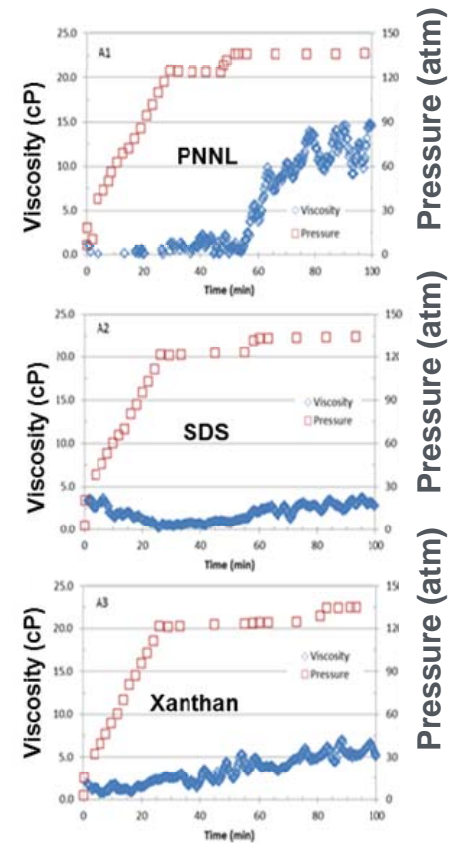 A1
25.0
20.0
15.0
10.0
5.0
0.0
150
120
90
60
30
0
PNNL
Viscosity
Pressure
0 20 40 60 80 100
Time (min)
Viscosity (cP)
Pressure (atm)
A2
25.0
20.0
15.0
10.0
5.0
0.0
150
120
90
60
30
0
SDS
Viscosity
Pressure
0 20 40 60 80 100
Time (min)
Viscosity (cP)
Pressure (atm)
A3
25.0
20.0
15.0
10.0
5.0
0.0
15
120
90
60
30
0
Xanthan
Viscosity
Pressure
0 20 40 60 80 100
Time (min)
Viscosity (cP)
Pressure (atm)